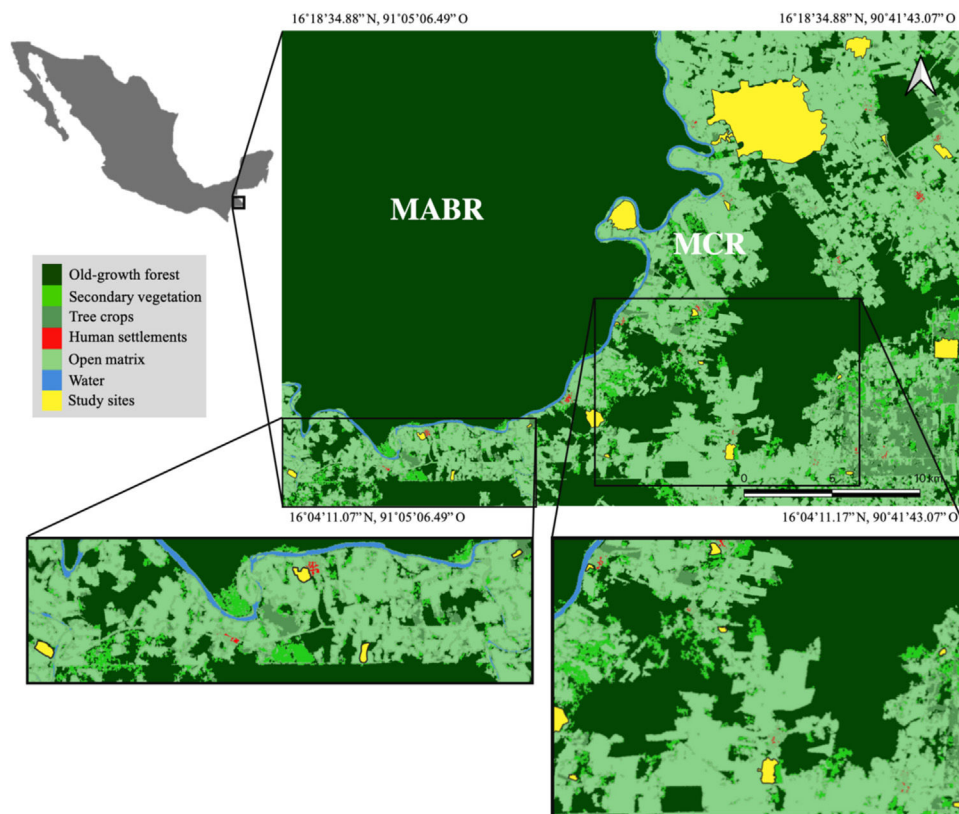 16°18'34.88" N, 91°05'06.49" O
16°18'34.88" N, 90°41'43.07" O
MABR
MCR
Old-growth forest
Secondary vegetation
Tree crops
Human settlements
Open matrix
Water
Study sites
0 5 10 km
16°04'11.07" N, 91°05'06.49" O
16°04'11.17" N, 90°41'43.07" O